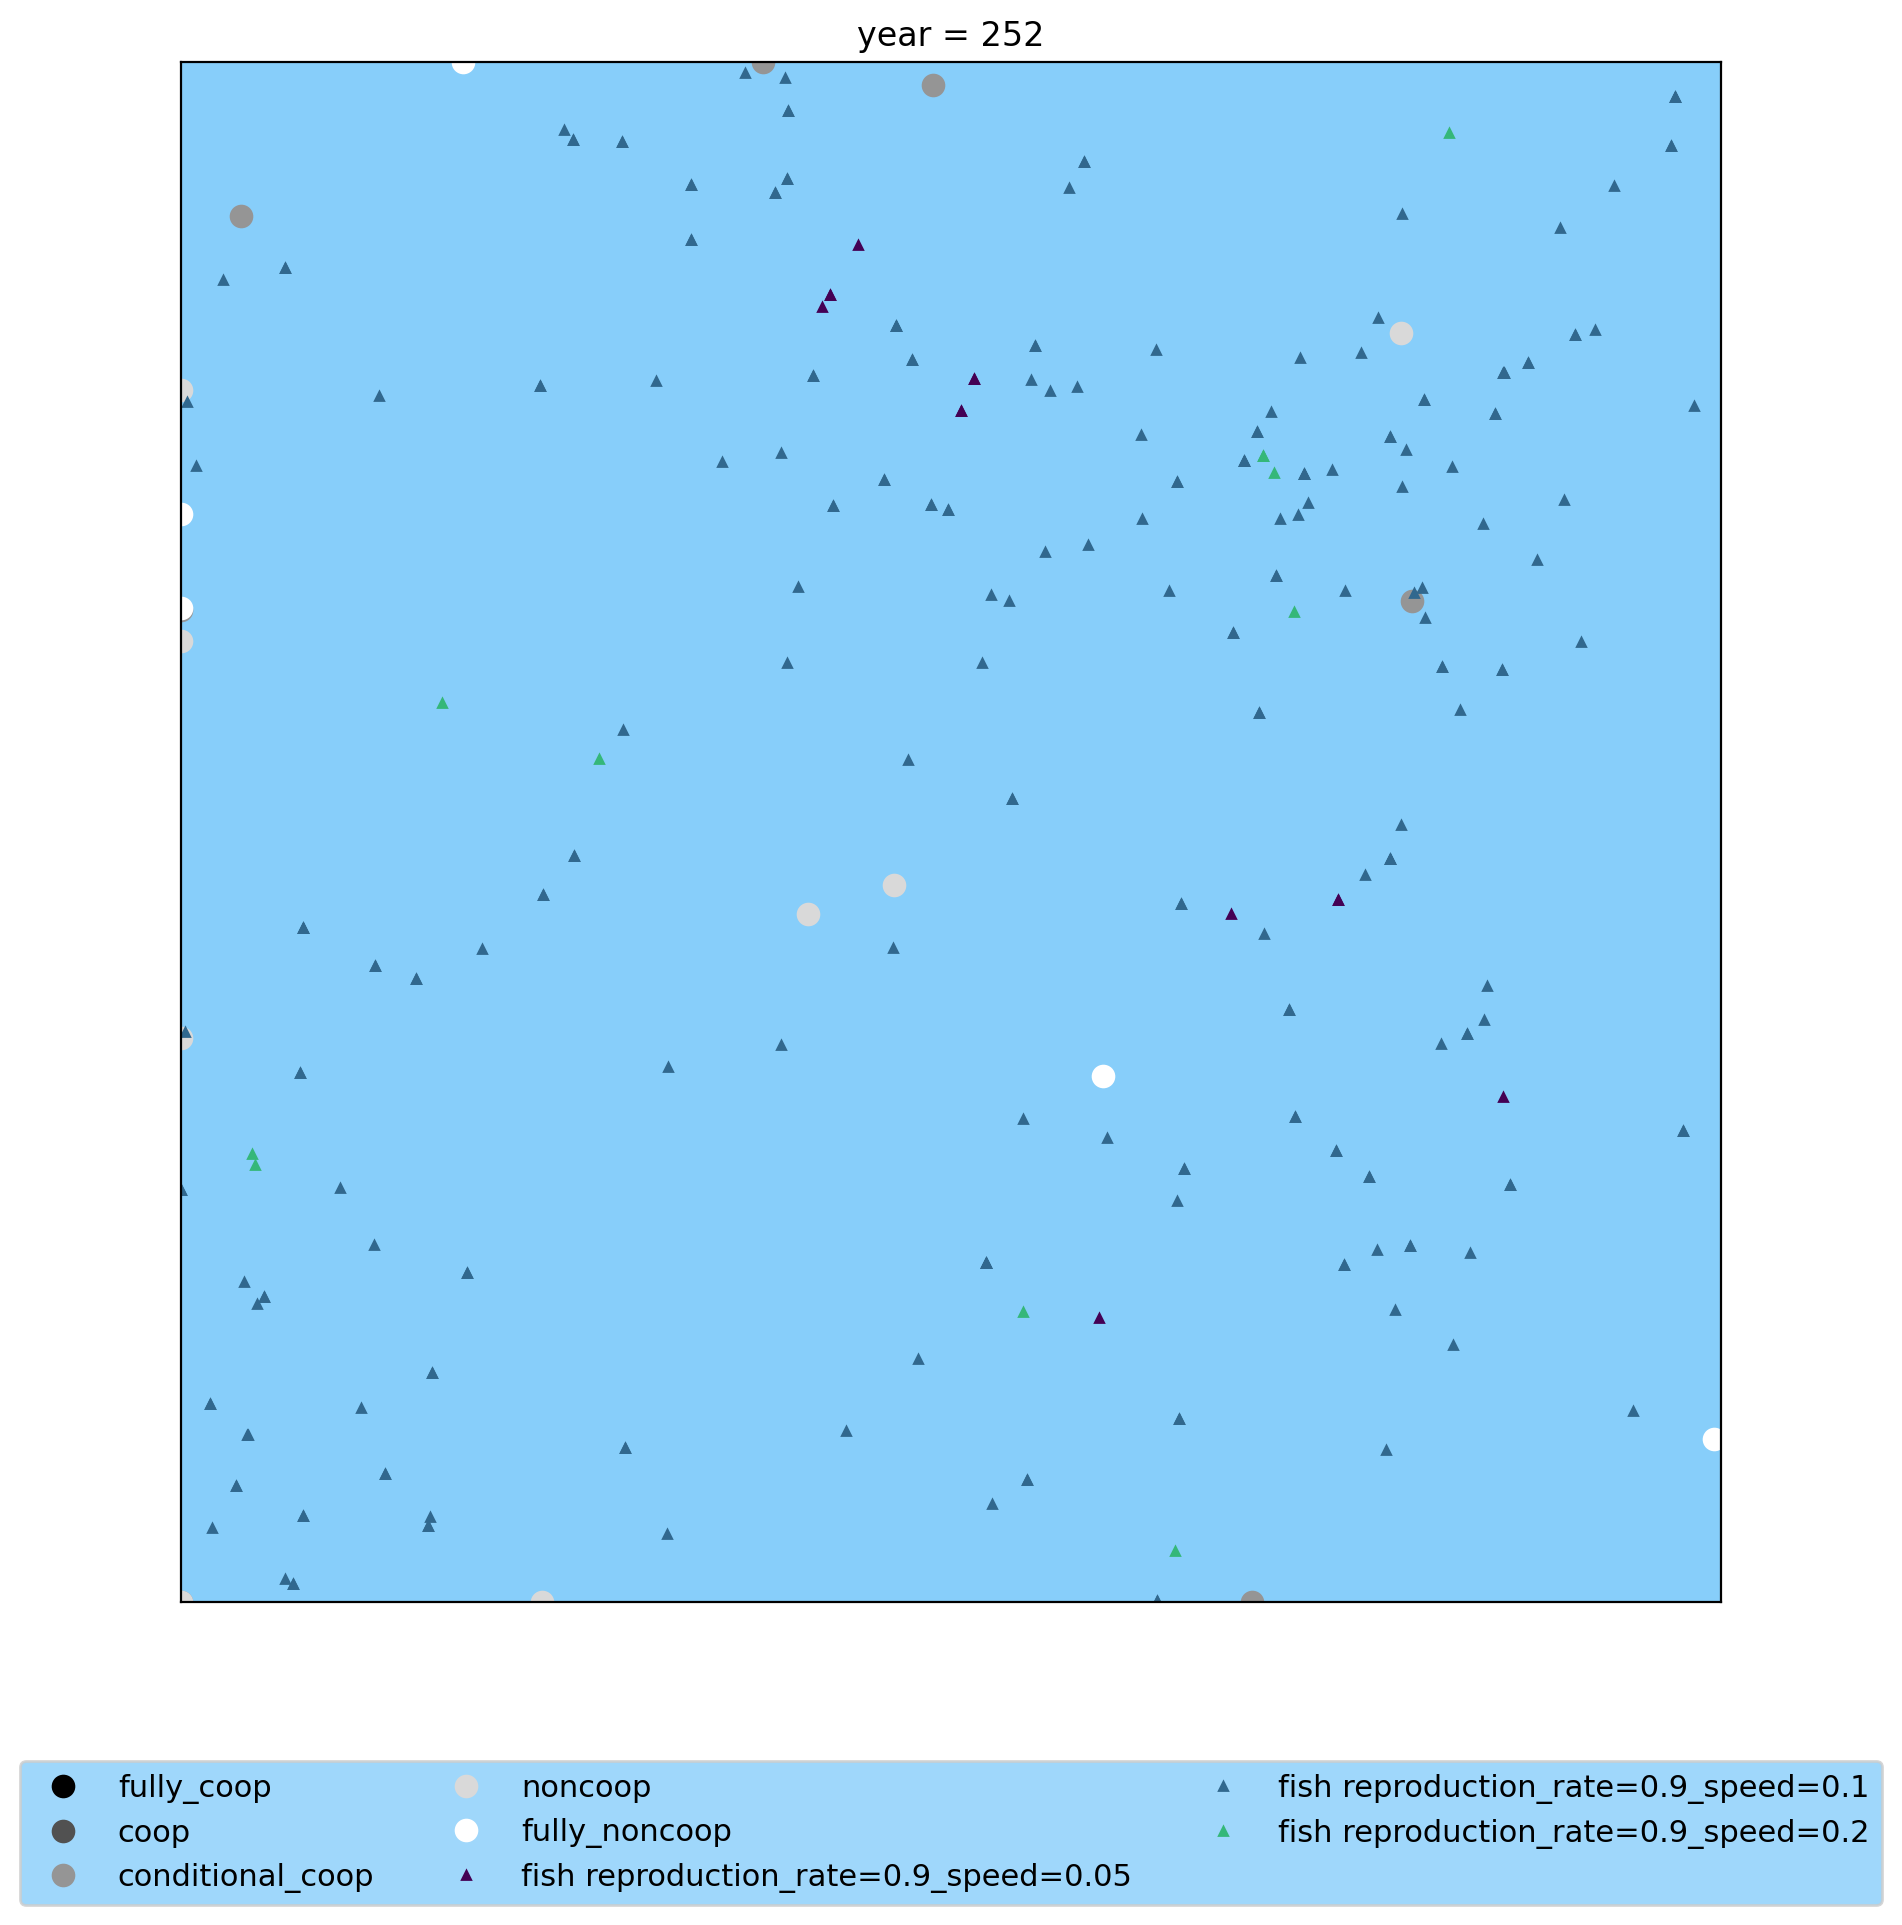 year = 252
fully_coop
coop
conditional_coop
noncoop
fully_noncoop
fish reproduction_rate=0.9_speed=0.05
fish reproduction_rate=0.9_speed=0.1
fish reproduction_rate=0.9_speed=0.2